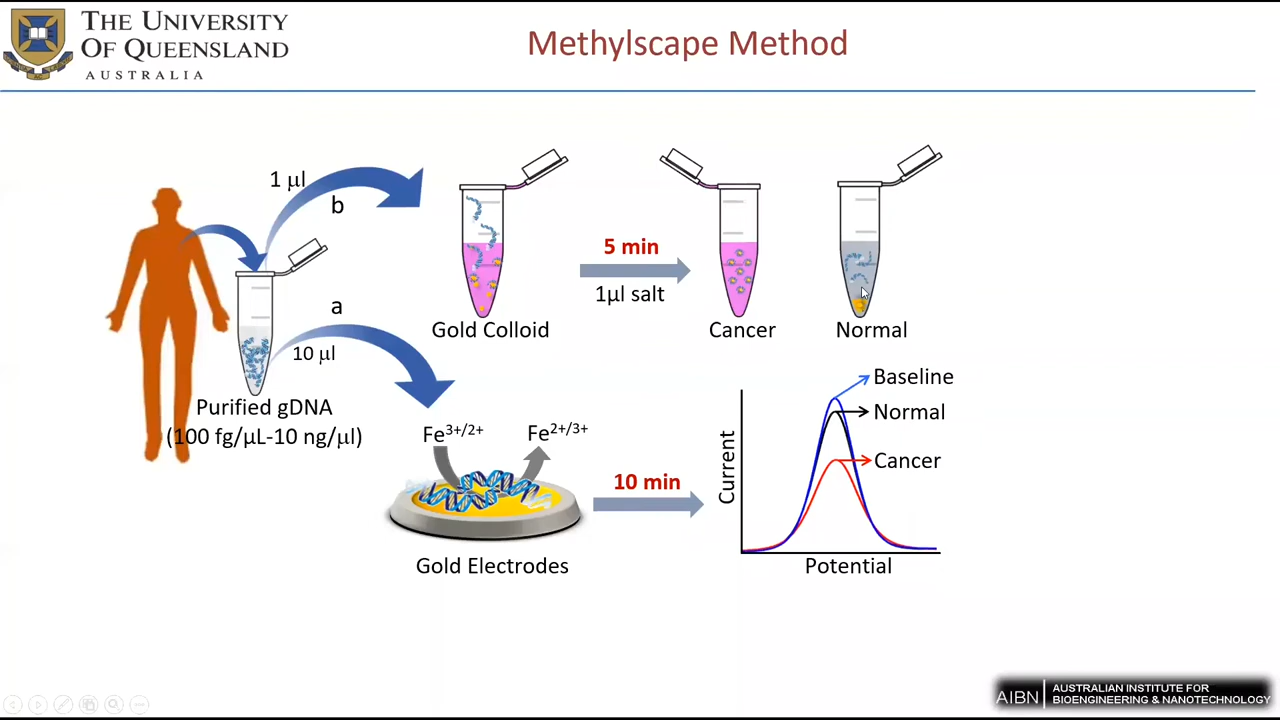 THE UNIVERSITY
OF QUEENSLAND
AUSTRALIA
Methylscape Method
1 μl
b
5 min
1μl salt
Gold Colloid
Cancer
Normal
a
10 μl
Purified gDNA
(100 fg/μL-10 ng/μl)
Fe3+/2+
Fe2+/3+
10 min
Gold Electrodes
Baseline
Normal
Cancer
Current
Potential
AIBN
AUSTRALIAN INSTITUTE FOR
BIOENGINEERING & NANOTECHNOLOGY